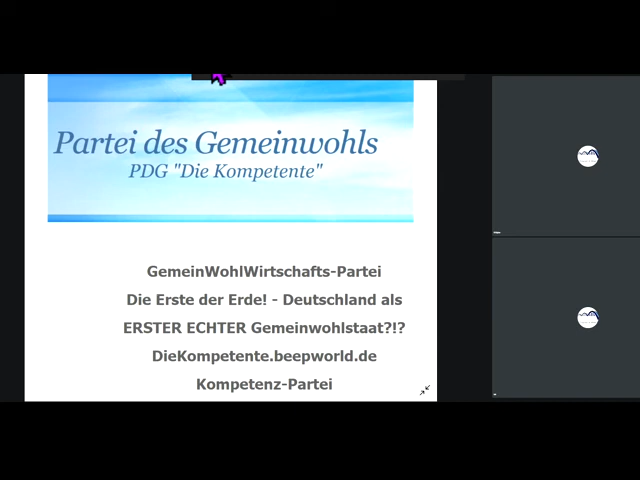 Partei des Gemeinwohls
PDG "Die Kompetente"
GemeinWohlWirtschafts-Partei
Die Erste der Erde! - Deutschland als
ERSTER ECHTER Gemeinwohlstaat?!?
DieKompetente.beepworld.de
Kompetenz-Partei